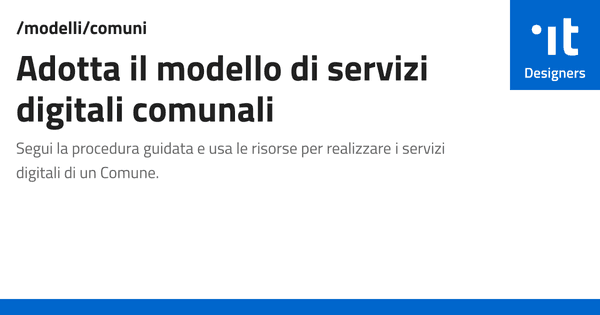 /modelli/comuni
Adotta il modello di servizi
digitali comunali
Segui la procedura guidata e usa le risorse per realizzare i servizi
digitali di un Comune.
it
Designers